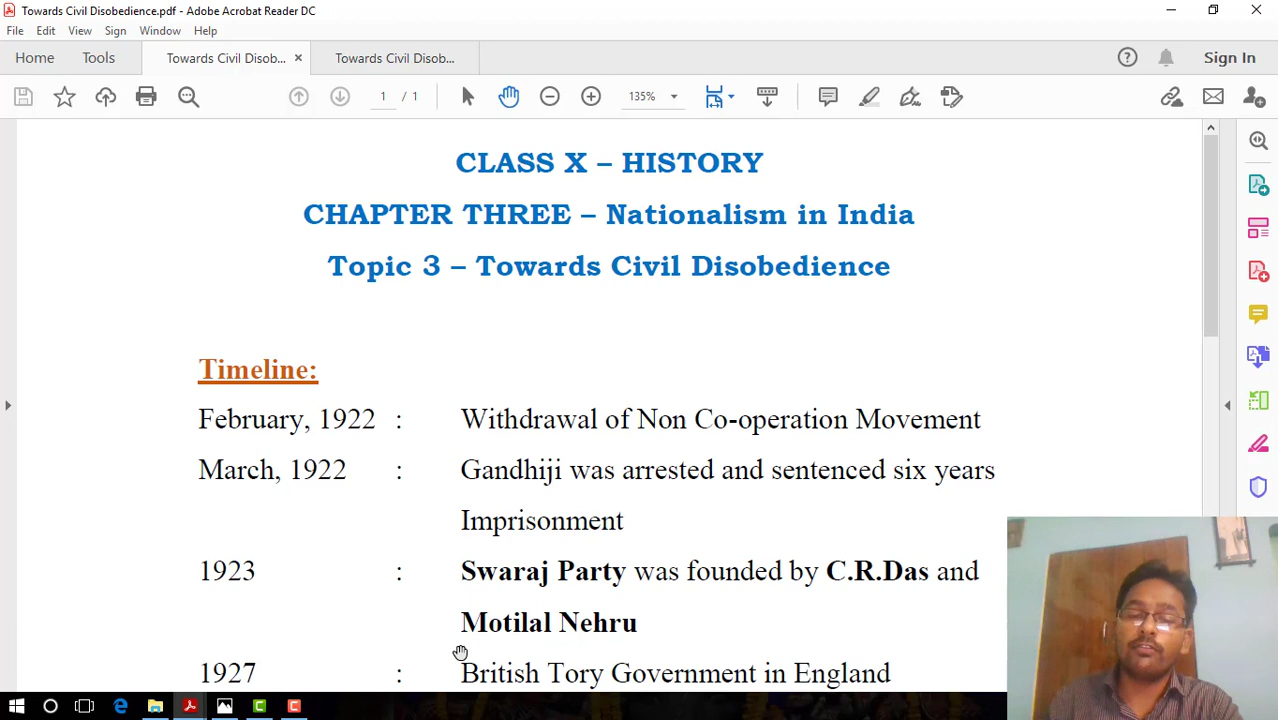 Towards Civil Disobedience.pdf - Adobe Acrobat Reader DC
File Edit View Sign Window Help
Home Tools Towards Civil Disob... × Towards Civil Disob... Sign In
1 / 1 135%
CLASS X – HISTORY
CHAPTER THREE – Nationalism in India
Topic 3 – Towards Civil Disobedience
Timeline:
February, 1922 : Withdrawal of Non Co-operation Movement
March, 1922 : Gandhiji was arrested and sentenced six years
Imprisonment
1923 : Swaraj Party was founded by C.R.Das and
Motilal Nehru
1927 : British Tory Government in England